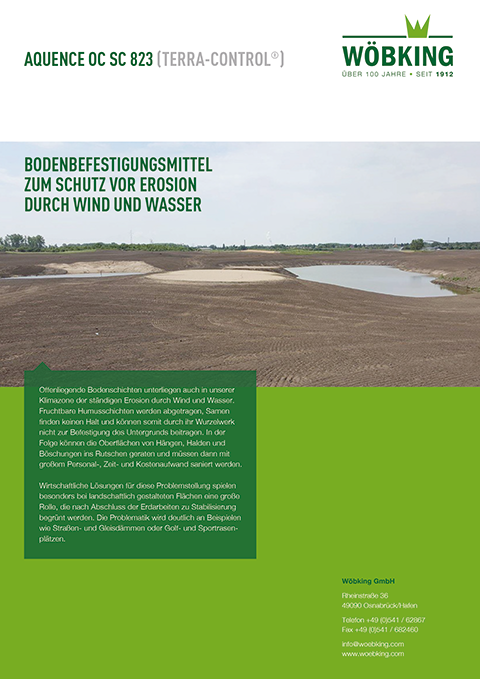 AQUENCE OC SC 823 (TERRA-CONTROL®)
WÖBKING
ÜBER 100 JAHRE • SEIT 1912
BODENBEFESTIGUNGSMITTEL
ZUM SCHUTZ VOR EROSION
DURCH WIND UND WASSER
Offenliegende Bodenschichten unterliegen auch in unserer
Klimazone der ständigen Erosion durch Wind und Wasser.
Fruchtbare Humusschichten werden abgetragen, Samen
finden keinen Halt und können somit durch ihr Wurzelwerk
nicht zur Befestigung des Untergrunds beitragen. In der
Folge können die Oberflächen von Hängen, Halden und
Böschungen ins Rutschen geraten und müssen dann mit
großem Personal-, Zeit- und Kostenaufwand saniert werden.
Wirtschaftliche Lösungen für diese Problemstellung spielen
besonders bei landschaftlich gestalteten Flächen eine große
Rolle, die nach Abschluss der Erdarbeiten zu Stabilisierung
begrünt werden. Die Problematik wird deutlich an Beispielen
wie Straßen- und Gleisdämmen oder Golf- und Sportrasen-
plätzen.
Wöbking GmbH
Rheinstraße 36
49090 Osnabrück/Hafen
Telefon +49 (0)541 / 62867
Fax +49 (0)541 / 682460
info@woebking.com
www.woebking.com